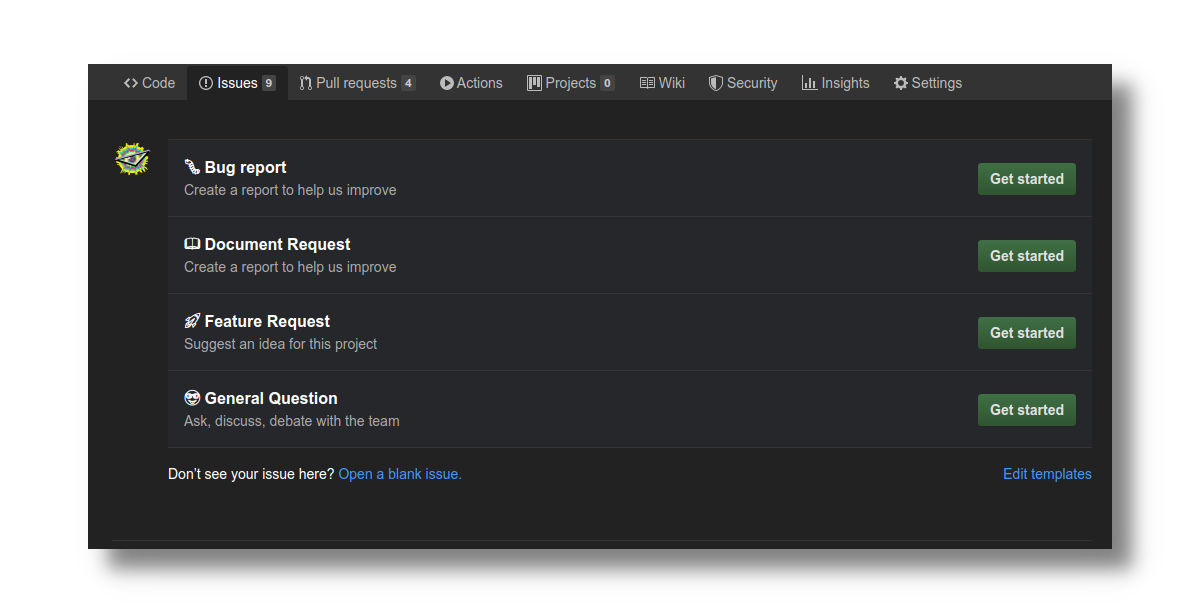 Code Issues 9 Pull requests 4 Actions Projects 0 Wiki Security Insights Settings
Bug report
Create a report to help us improve
Get started
Document Request
Create a report to help us improve
Get started
Feature Request
Suggest an idea for this project
Get started
General Question
Ask, discuss, debate with the team
Get started
Don’t see your issue here? Open a blank issue. Edit templates